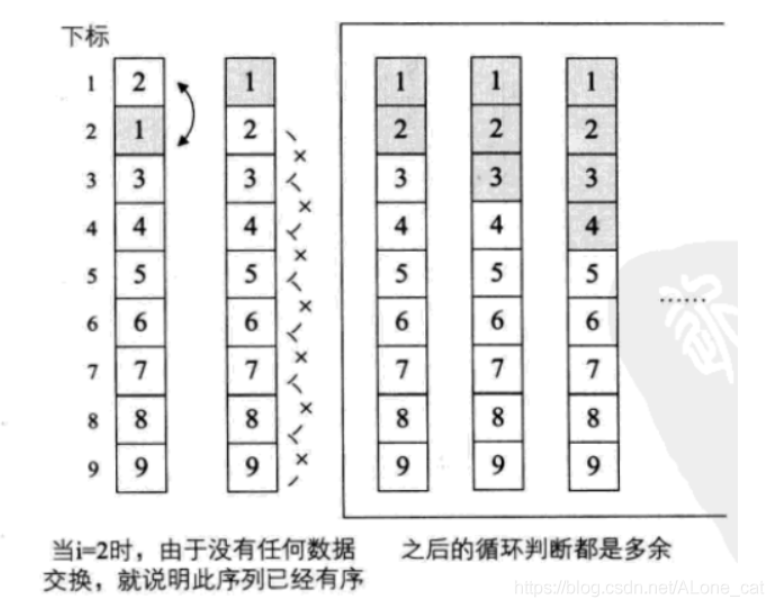 下标
1 2 1 1 1 1
2 1 2 2 2 2
3 3 3 3 3 3
4 4 4 4 4 4
5 5 5 5 5 5
6 6 6 6 6 6
7 7 7 7 7 7
8 8 8 8 8 8
9 9 9 9 9 9
......
当i=2时，由于没有任何数据
交换，就说明此序列已经有序
之后的循环判断都是多余
https://blog.csdn.net/ALone_cat